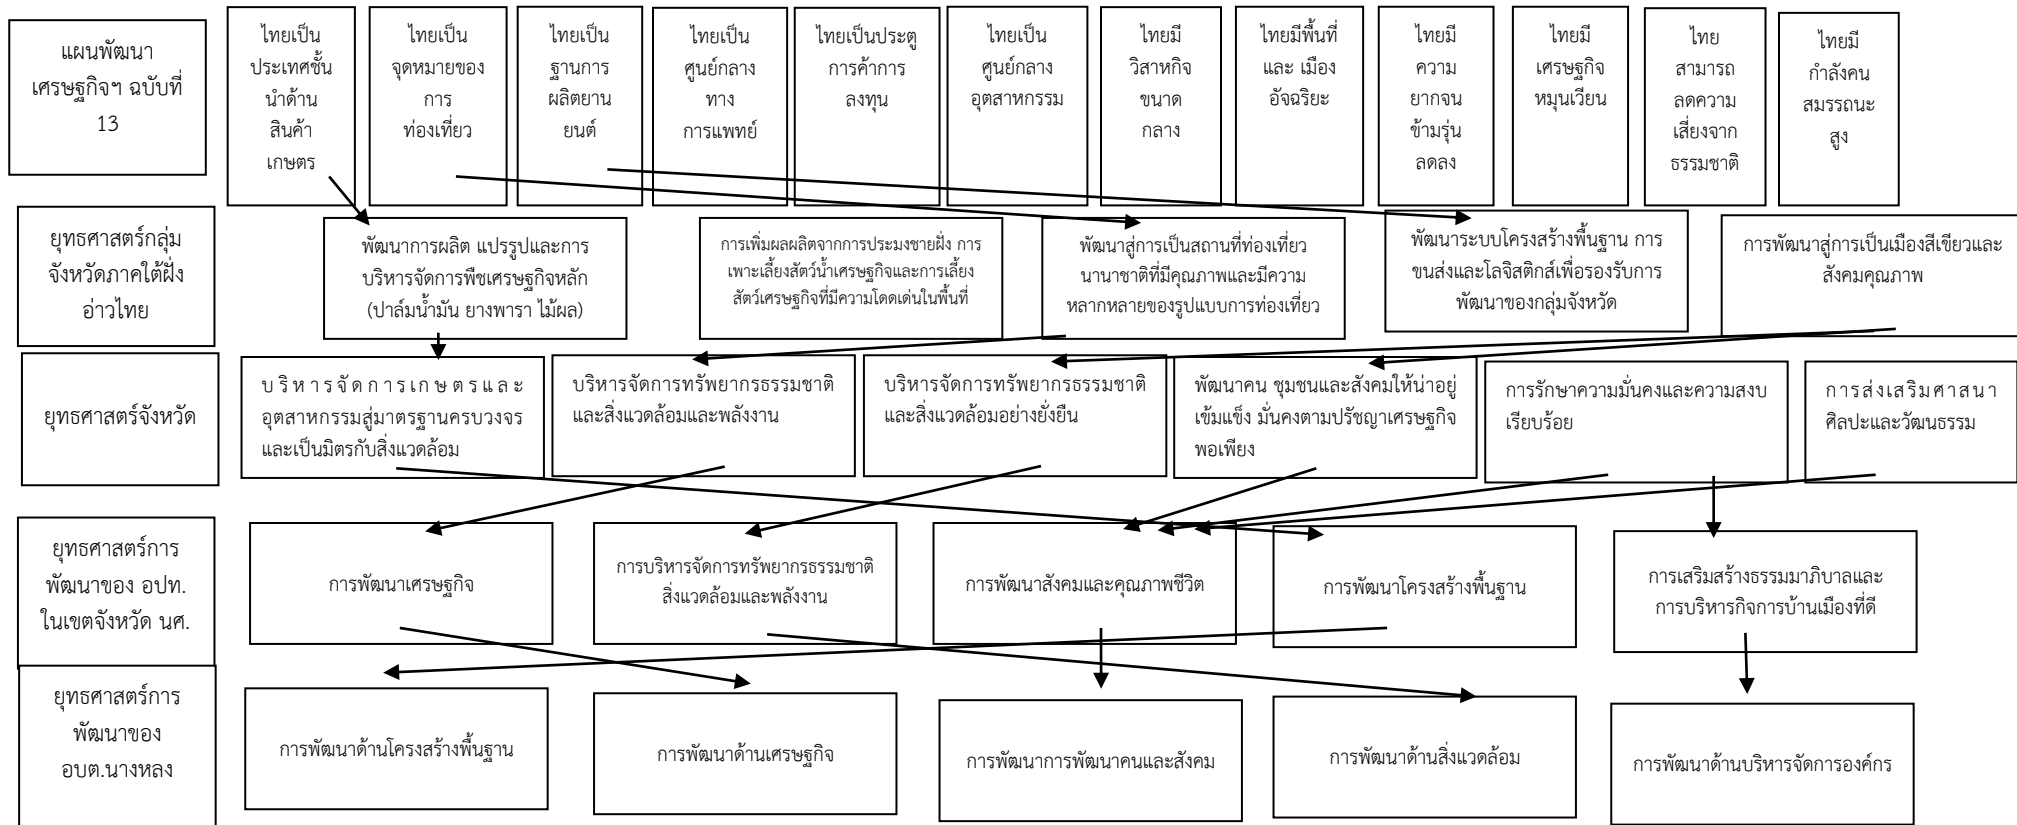 แผนพัฒนา
เศรษฐกิจฯ ฉบับที่
13
ไทยเป็น
ประเทศชั้น
นำด้าน
สินค้า
เกษตร
ไทยเป็น
จุดหมายของ
การ
ท่องเที่ยว
ไทยเป็น
ฐานการ
ผลิตยาน
ยนต์
ไทยเป็น
ศูนย์กลาง
ทาง
การแพทย์
ไทยเป็นประตู
การค้าการ
ลงทุน
ไทยเป็น
ศูนย์กลาง
อุตสาหกรรม
ไทยมี
วิสาหกิจ
ขนาด
กลาง
ไทยมีพื้นที่
และ เมือง
อัจฉริยะ
ไทยมี
ความ
ยากจน
ข้ามรุ่น
ลดลง
ไทยมี
เศรษฐกิจ
หมุนเวียน
ไทย
สามารถ
ลดความ
เสี่ยงจาก
ธรรมชาติ
ไทยมี
กำลังคน
สมรรถนะ
สูง
ยุทธศาสตร์กลุ่ม
จังหวัดภาคใต้ฝั่ง
อ่าวไทย
พัฒนาการผลิต แปรรูปและการ
บริหารจัดการพืชเศรษฐกิจหลัก
(ปาล์มน้ำมัน ยางพารา ไม้ผล)
การเพิ่มผลผลิตจากการประมงชายฝั่ง การ
เพาะเลี้ยงสัตว์น้ำเศรษฐกิจและการเลี้ยง
สัตว์เศรษฐกิจที่มีความโดดเด่นในพื้นที่
พัฒนาสู่การเป็นสถานที่ท่องเที่ยว
นานาชาติที่มีคุณภาพและมีความ
หลากหลายของรูปแบบการท่องเที่ยว
พัฒนาระบบโครงสร้างพื้นฐาน การ
ขนส่งและโลจิสติกส์เพื่อรองรับการ
พัฒนาของกลุ่มจังหวัด
การพัฒนาสู่การเป็นเมืองสีเขียวและ
สังคมคุณภาพ
ยุทธศาสตร์จังหวัด
บริหารจัดการเกษตรและ
อุตสาหกรรมสู่มาตรฐานครบวงจร
และเป็นมิตรกับสิ่งแวดล้อม
บริหารจัดการทรัพยากรธรรมชาติ
และสิ่งแวดล้อมและพลังงาน
บริหารจัดการทรัพยากรธรรมชาติ
และสิ่งแวดล้อมอย่างยั่งยืน
พัฒนาคน ชุมชนและสังคมให้น่าอยู่
เข้มแข็ง มั่นคงตามปรัชญาเศรษฐกิจ
พอเพียง
การรักษาความมั่นคงและความสงบ
เรียบร้อย
การส่งเสริมศาสนา
ศิลปะและวัฒนธรรม
ยุทธศาสตร์การ
พัฒนาของ อปท.
ในเขตจังหวัด นศ.
การพัฒนาเศรษฐกิจ
การบริหารจัดการทรัพยากรธรรมชาติ
สิ่งแวดล้อมและพลังงาน
การพัฒนาสังคมและคุณภาพชีวิต
การพัฒนาโครงสร้างพื้นฐาน
การเสริมสร้างธรรมมาภิบาลและ
การบริหารกิจการบ้านเมืองที่ดี
ยุทธศาสตร์การ
พัฒนาของ
อบต.นางหลง
การพัฒนาด้านโครงสร้างพื้นฐาน
การพัฒนาด้านเศรษฐกิจ
การพัฒนาการพัฒนาคนและสังคม
การพัฒนาด้านสิ่งแวดล้อม
การพัฒนาด้านบริหารจัดการองค์กร